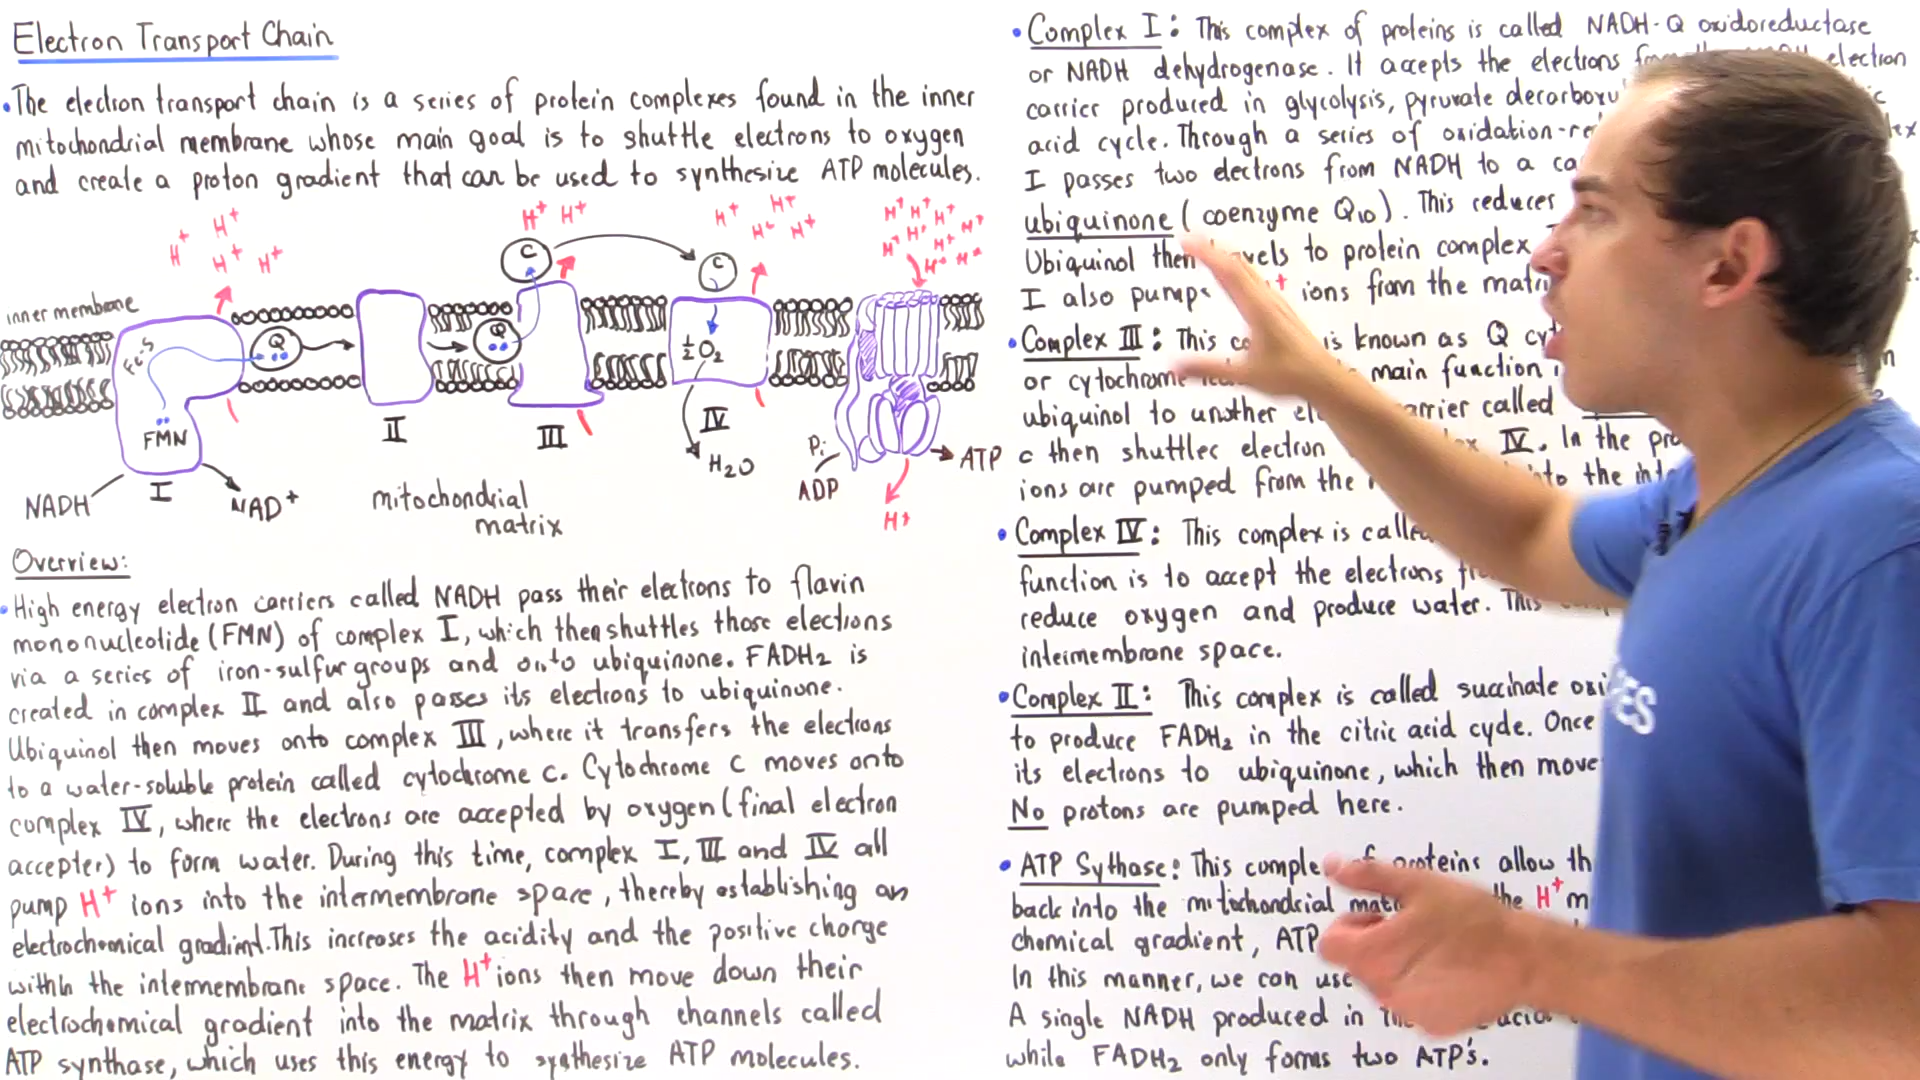 Electron Transport Chain
•The electron transport chain is a series of protein complexes found in the inner
mitochondrial membrane whose main goal is to shuttle electrons to oxygen
and create a proton gradient that can be used to synthesize ATP molecules.
H+ H+ H+ H+
H+ H+
H+ H+ H+ H+
H+ H+ H+ H+ H+ H+ H+ H+ H+
C
C
inner membrane
Fe-S
Q
Q
½O2
FMN
I
II
III
IV
H2O
Pi
ADP
ATP
H+
NADH
NAD+
mitochondrial
matrix
Overview:
•High energy electron carriers called NADH pass their electrons to flavin
mononucleotide (FMN) of complex I, which then shuttles those electrons
via a series of iron-sulfur groups and onto ubiquinone. FADH2 is
created in complex II and also passes its electrons to ubiquinone.
Ubiquinol then moves onto complex III, where it transfers the electrons
to a water-soluble protein called cytochrome c. Cytochrome c moves onto
complex IV, where the electrons are accepted by oxygen (final electron
accepter) to form water. During this time, complex I, III and IV all
pump H+ ions into the intermembrane space, thereby establishing an
electrochemical gradient. This increases the acidity and the positive charge
within the intermembrane space. The H+ ions then move down their
electrochemical gradient into the matrix through channels called
ATP synthase, which uses this energy to synthesize ATP molecules.
•Complex I: This complex of proteins is called NADH-Q oxidoreductase
or NADH dehydrogenase. It accepts the electrons electron
carrier produced in glycolysis, pyruvate
acid cycle. Through a series of
I passes two electrons from NADH to a
ubiquinone (coenzyme Q10). This reduces
Ubiquinol then to protein complex
I also ions from the
•Complex III: This is known as Q
or cytochrome main function
ubiquinol to another called
c then shuttles electron IV. In the
ions are pumped from the
•Complex IV: This complex is
function is to accept the electrons
reduce oxygen and produce water. This
intermembrane space.
•Complex II: This complex is called succinate
to produce FADH2 in the citric acid cycle. Once
its electrons to ubiquinone, which then
No protons are pumped here.
•ATP Sythase: This of proteins allow
back into the mitochondrial the H+
chemical gradient, ATP
In this manner, we can use
A single NADH produced in
while FADH2 only forms two ATP's.